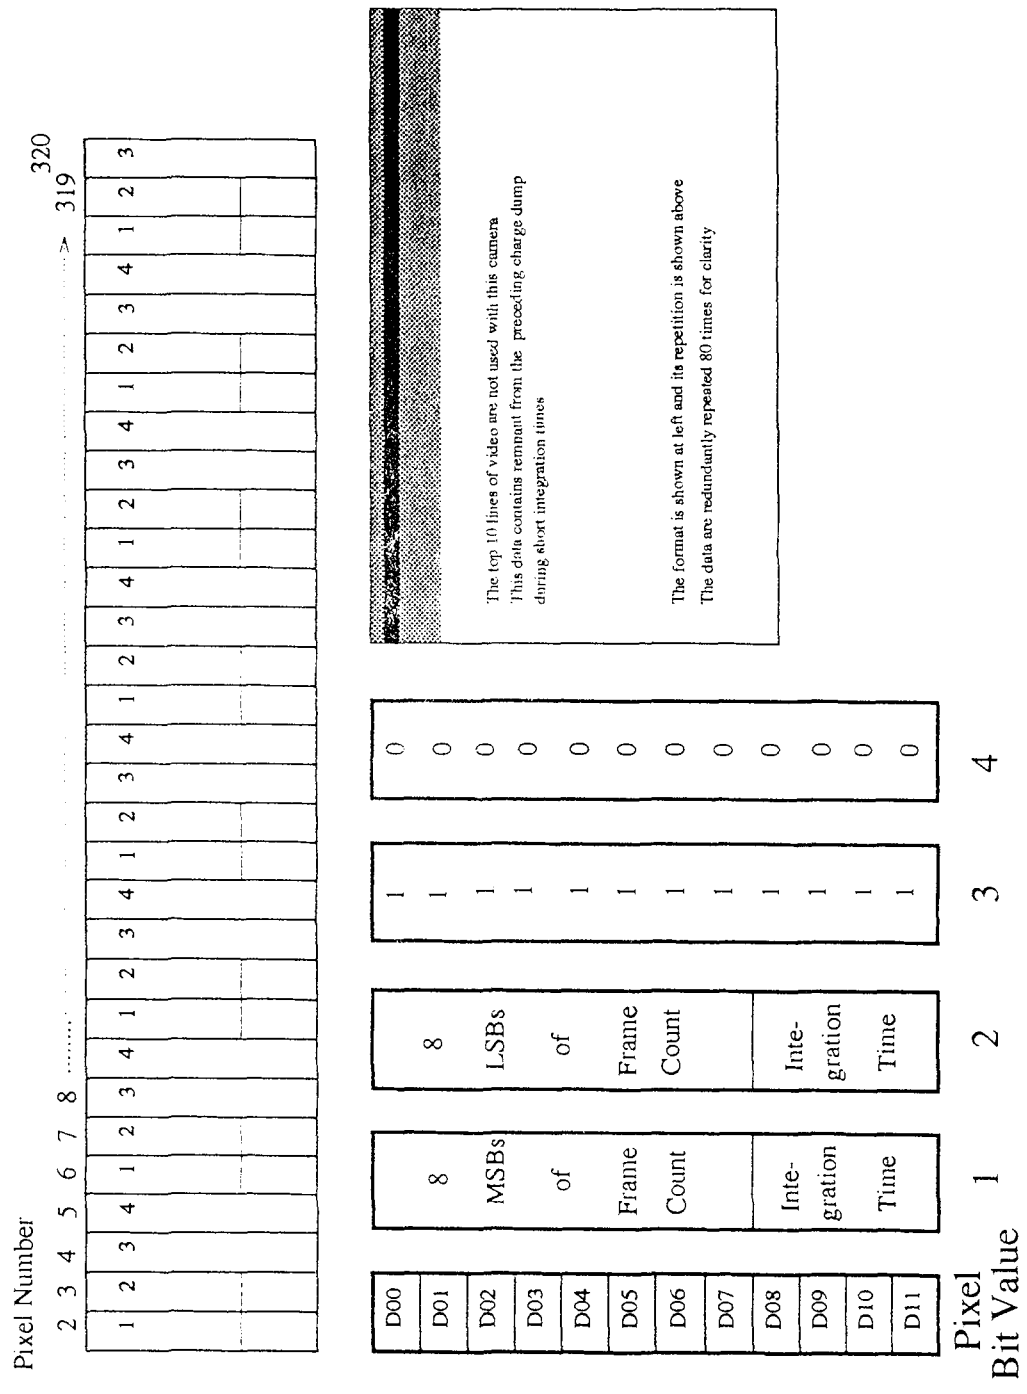 Pixel Number
2 3 4 5 6 7 8 ........ > 319 320
1 2 3 4 1 2 3 4 1 2 3 4 1 2 3 4 1 2 3 4 1 2 3 4 1 2 3 4 1 2 3
D00
D01
D02
D03
D04
D05
D06
D07
D08
D09
D10
D11
8
MSBs
of
Frame
Count
Inte-
gration
Time
8
LSBs
of
Frame
Count
Inte-
gration
Time
1
1
1
1
1
1
1
1
1
1
1
1
0
0
0
0
0
0
0
0
0
0
0
0
Pixel 1 2 3 4
Bit Value
The top 10 lines of video are not used with this camera
This data contains remnant from the preceding charge dump
during short integration times
The format is shown at left and its repetition is shown above
The data are redundantly repeated 80 times for clarity